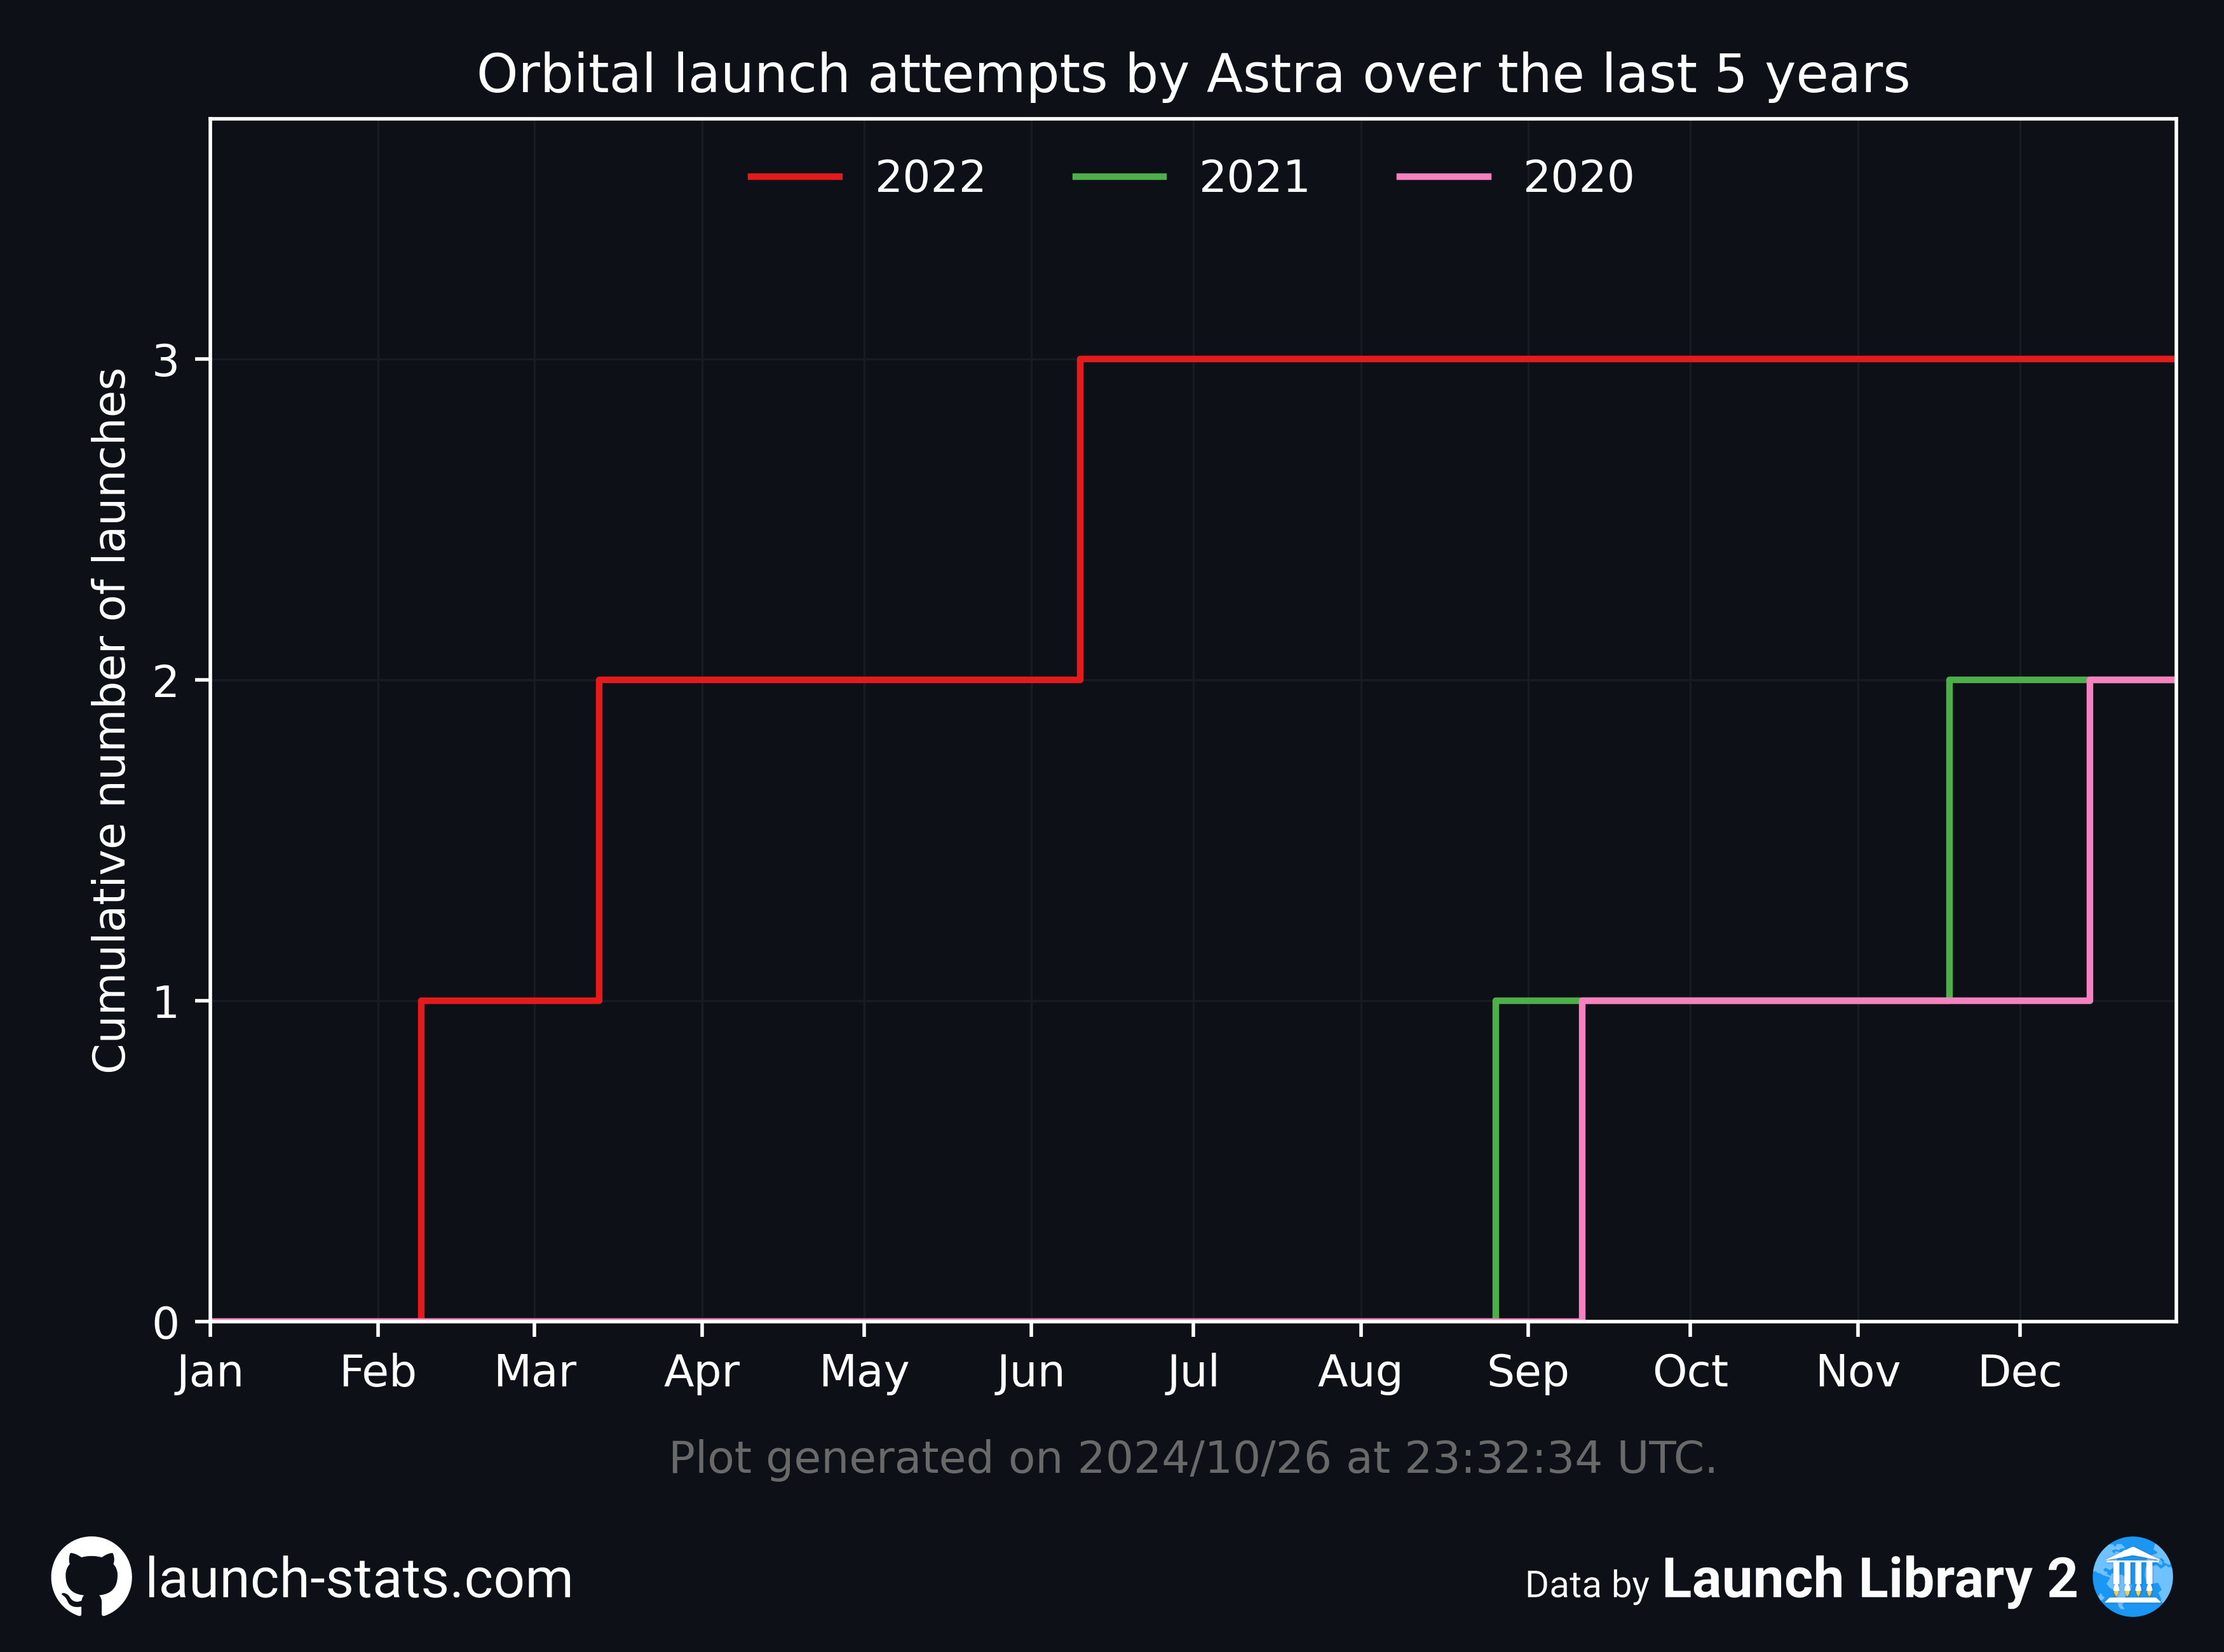 Orbital launch attempts by Astra over the last 5 years
2022 2021 2020
Cumulative number of launches
3
2
1
0
Jan Feb Mar Apr May Jun Jul Aug Sep Oct Nov Dec
Plot generated on 2024/10/26 at 23:32:34 UTC.
launch-stats.com
Data by Launch Library 2